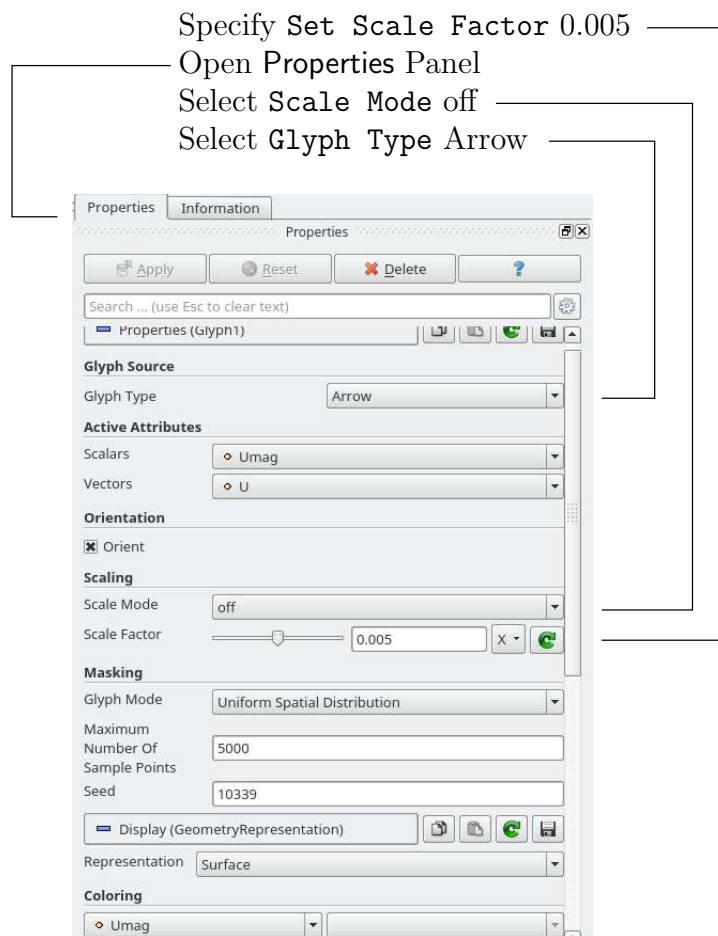 Specify Set Scale Factor 0.005
Open Properties Panel
Select Scale Mode off
Select Glyph Type Arrow
Properties Information
Properties
Apply Reset Delete ?
Search ... (use Esc to clear text)
Properties (Glyph1)
Glyph Source
Glyph Type Arrow
Active Attributes
Scalars Umag
Vectors U
Orientation
Orient
Scaling
Scale Mode off
Scale Factor 0.005 X
Masking
Glyph Mode Uniform Spatial Distribution
Maximum
Number Of 5000
Sample Points
Seed 10339
Display (GeometryRepresentation)
Representation Surface
Coloring
Umag